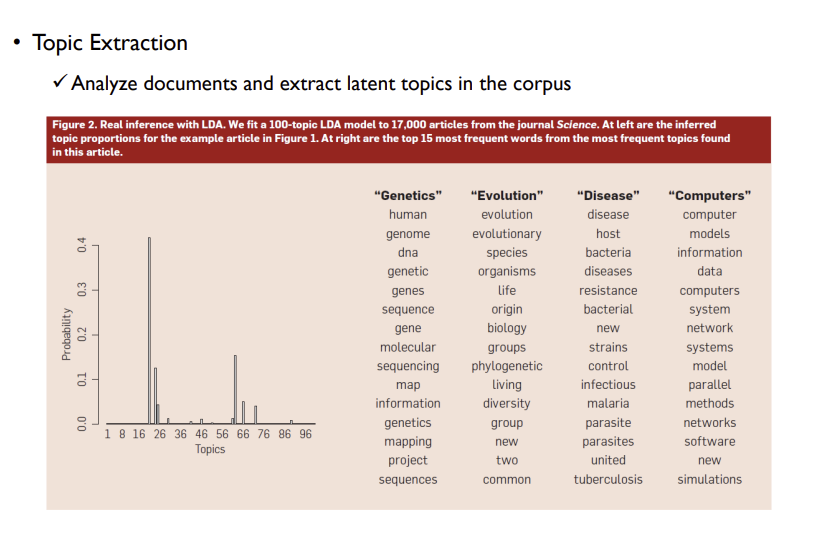 • Topic Extraction
✓ Analyze documents and extract latent topics in the corpus
Figure 2. Real inference with LDA. We fit a 100-topic LDA model to 17,000 articles from the journal Science. At left are the inferred
topic proportions for the example article in Figure 1. At right are the top 15 most frequent words from the most frequent topics found
in this article.
“Genetics” “Evolution” “Disease” “Computers”
human evolution disease computer
genome evolutionary host models
dna species bacteria information
genetic organisms diseases data
genes life resistance computers
sequence origin bacterial system
gene biology new network
molecular groups strains systems
sequencing phylogenetic control model
map living infectious parallel
information diversity malaria methods
genetics group parasite networks
mapping new parasites software
project two united new
sequences common tuberculosis simulations
Probability
0.4
0.3
0.2
0.1
0.0
1 8 16 26 36 46 56 66 76 86 96
Topics